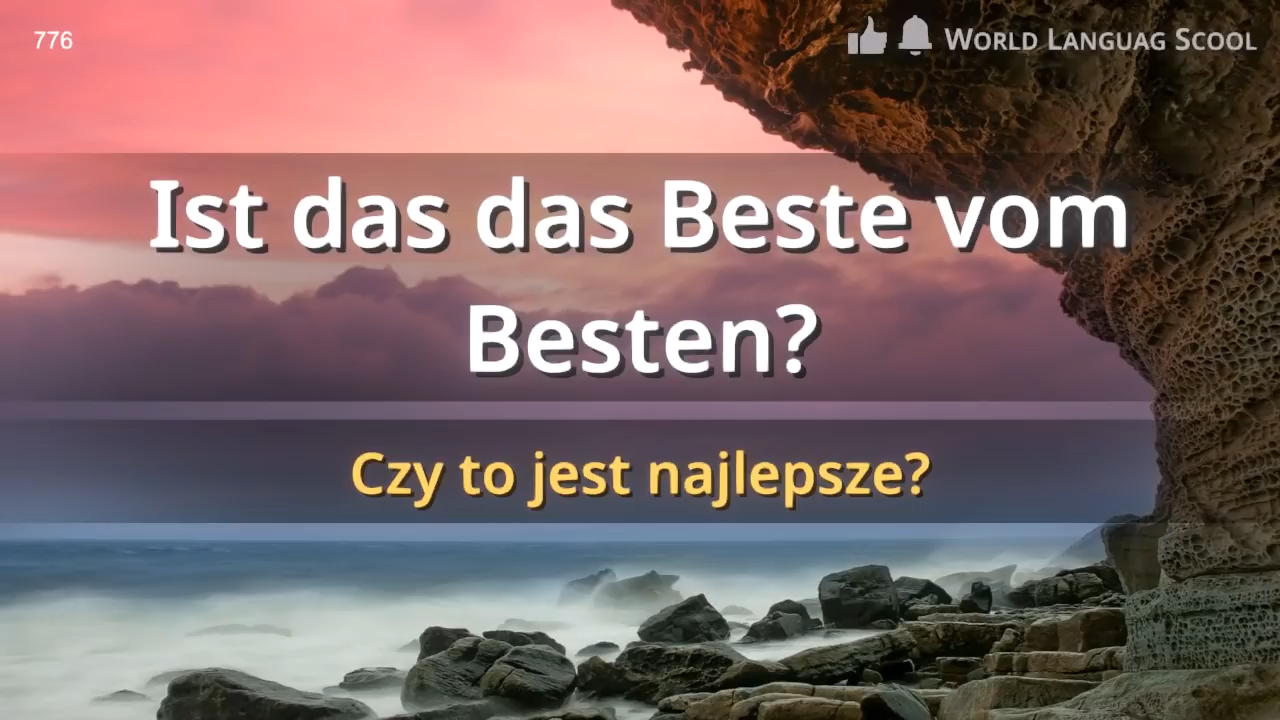 776
World Languag Scool
Ist das das Beste vom
Besten?
Czy to jest najlepsze?